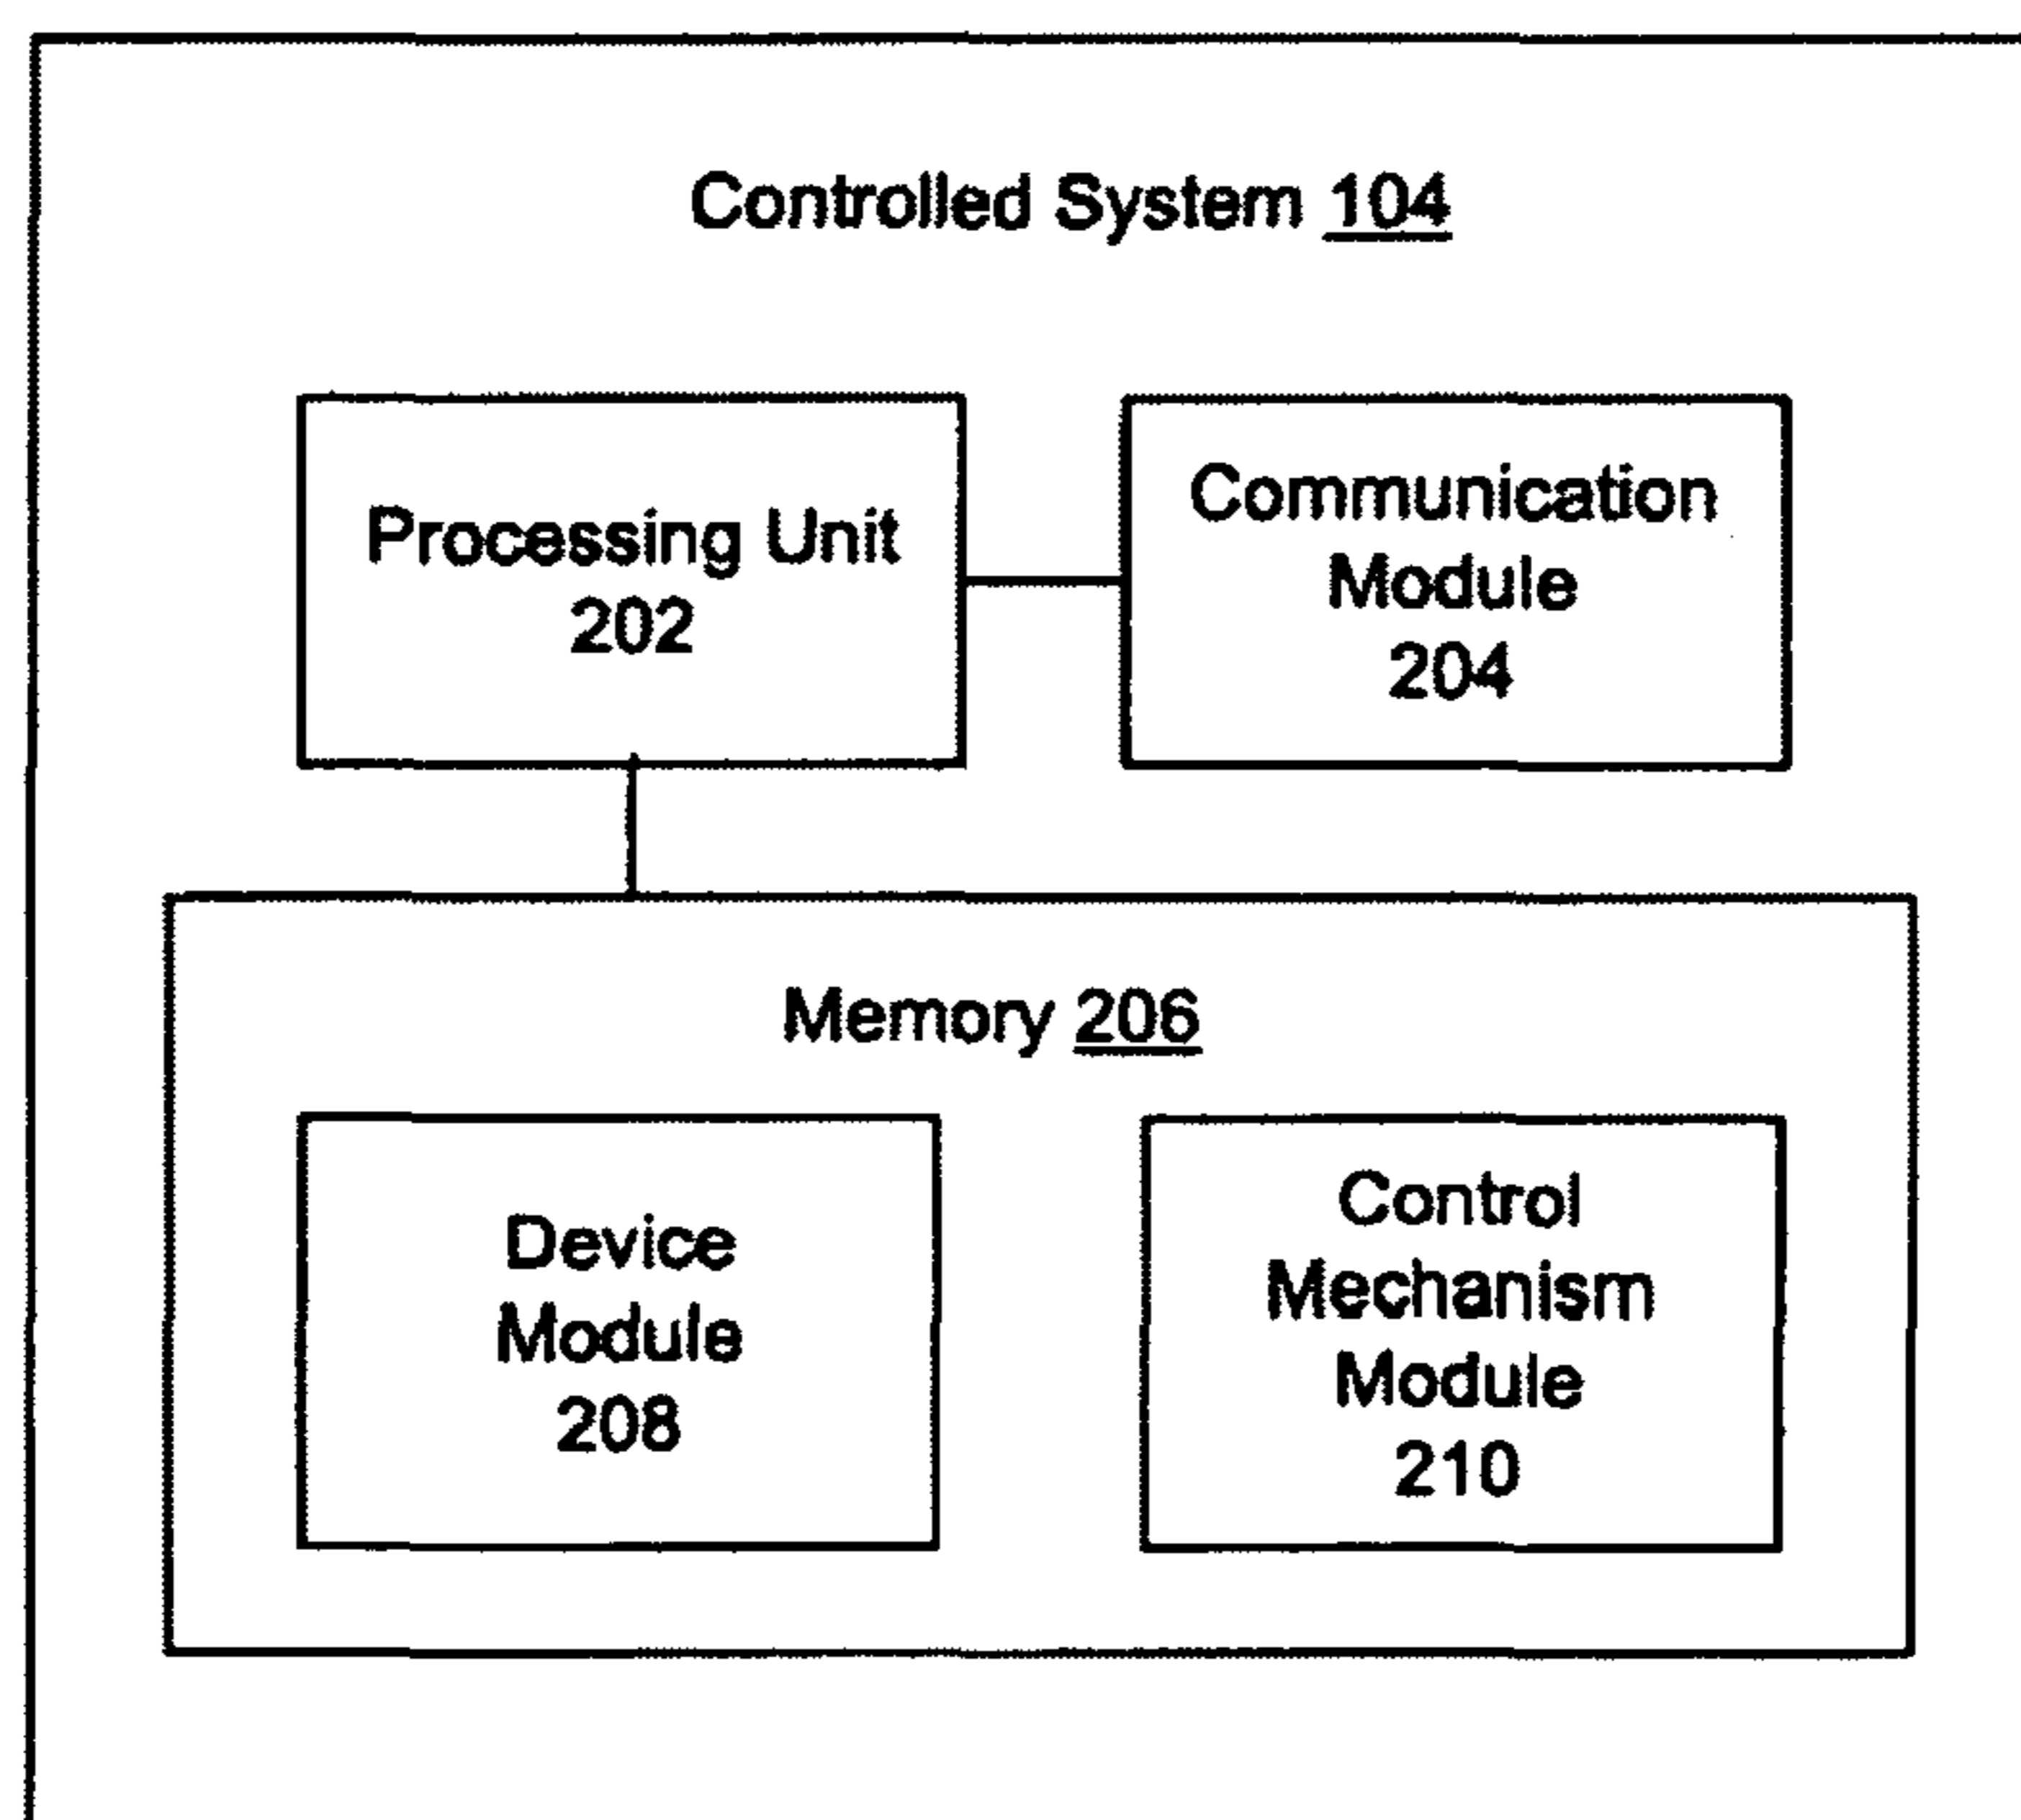 Controlled System 104
Processing Unit
202
Communication
Module
204
Memory 206
Device
Module
208
Control
Mechanism
Module
210